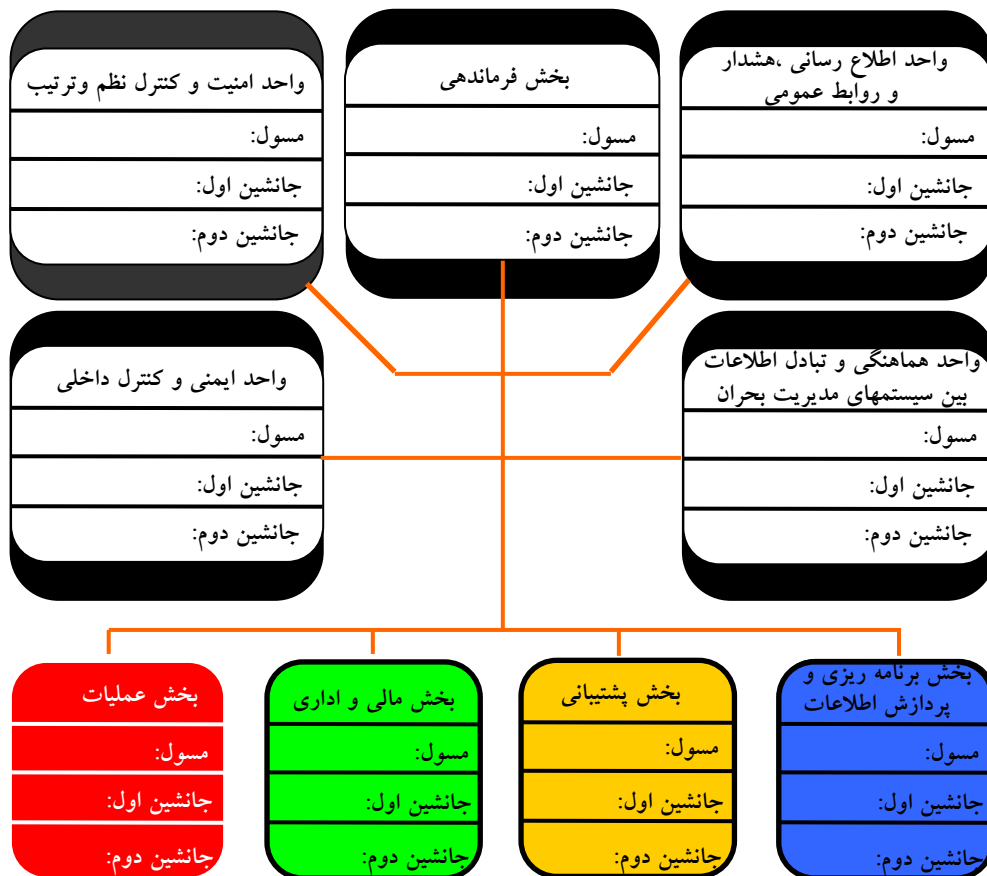 واحد اطلاع رسانی ،هشدار
و روابط عمومی
مسول:
جانشین اول:
جانشین دوم:
بخش فرماندهی
مسول:
جانشین اول:
جانشین دوم:
واحد امنیت و کنترل نظم وترتیب
مسول:
جانشین اول:
جانشین دوم:
واحد هماهنگی و تبادل اطلاعات
بین سیستمهای مدیریت بحران
مسول:
جانشین اول:
جانشین دوم:
واحد ایمنی و کنترل داخلی
مسول:
جانشین اول:
جانشین دوم:
بخش برنامه ریزی و
پردازش اطلاعات
مسول:
جانشین اول:
جانشین دوم:
بخش پشتیبانی
مسول:
جانشین اول:
جانشین دوم:
بخش مالی و اداری
مسول:
جانشین اول:
جانشین دوم:
بخش عملیات
مسول:
جانشین اول:
جانشین دوم: